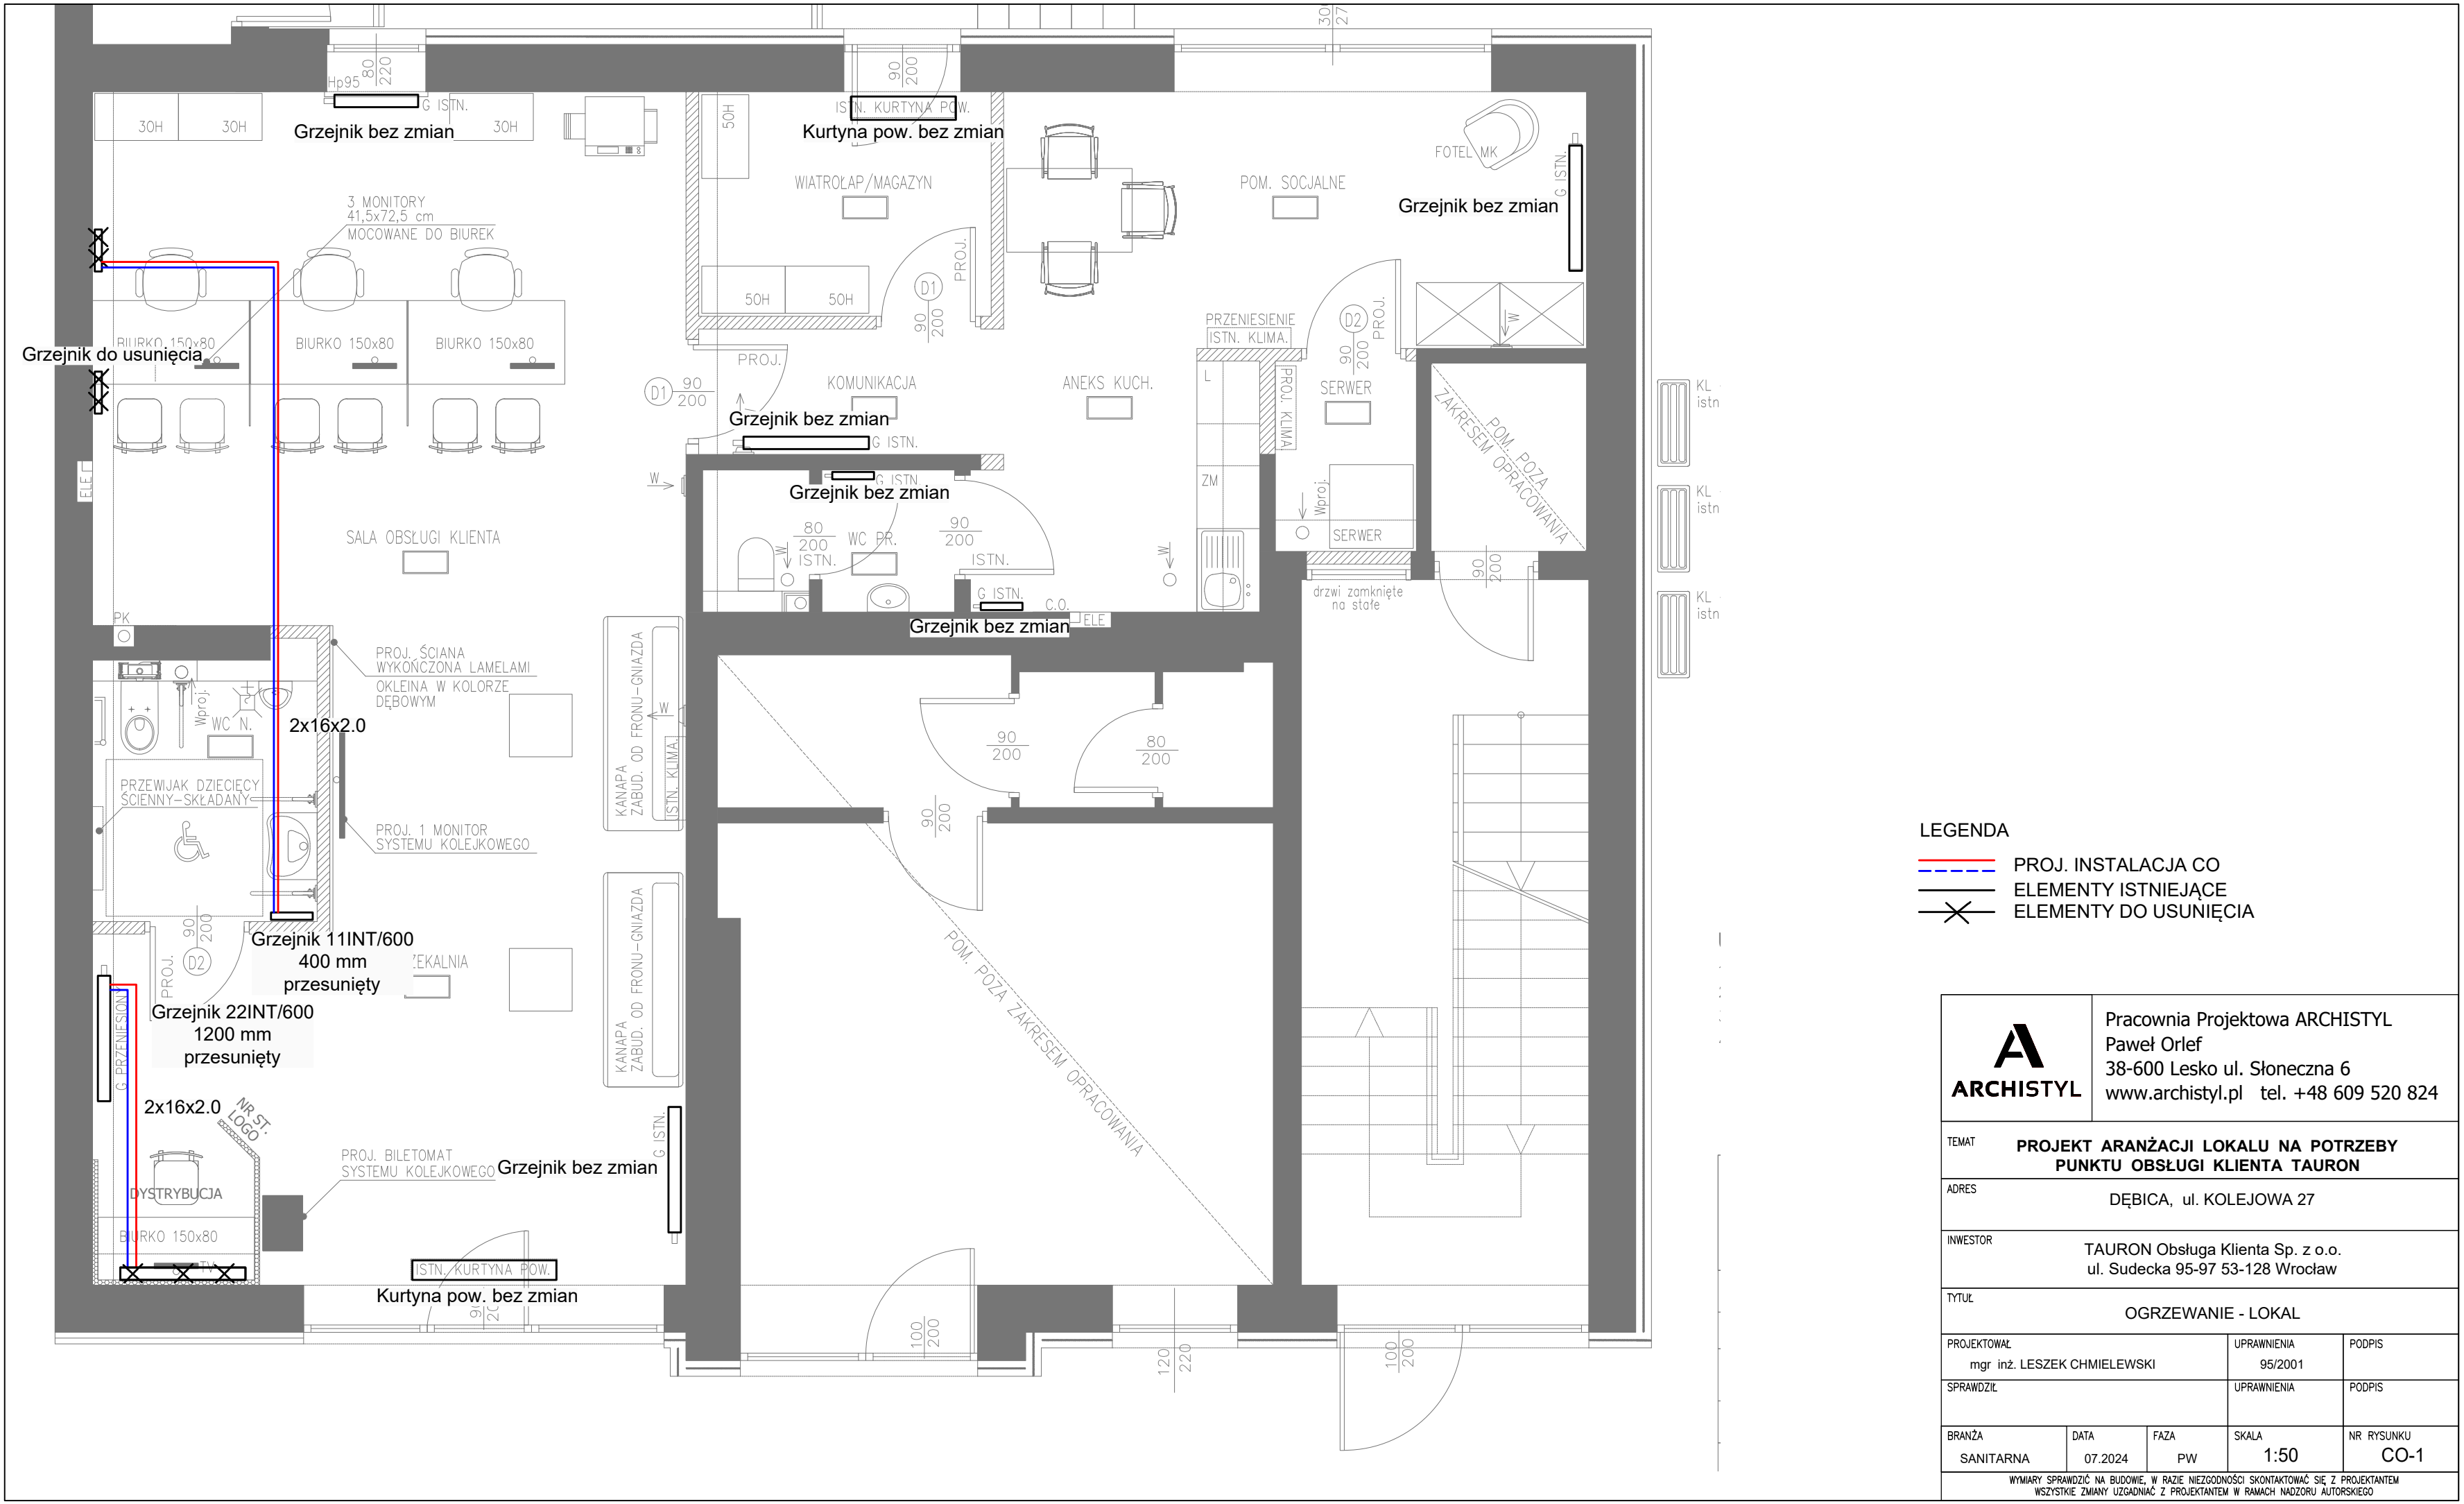 30
27
80
220
Hp95
G ISTN.
30H
30H
30H
Grzejnik bez zmian
90
200
ISTN. KURTYNA POW.
Kurtyna pow. bez zmian
50H
WIATROŁAP/MAGAZYN
50H
50H
FOTEL MK
G ISTN.
POM. SOCJALNE
Grzejnik bez zmian
3 MONITORY
41,5x72,5 cm
MOCOWANE DO BIUREK
PROJ.
D1
90
200
PRZENIESIENIE
ISTN. KLIMA.
D2
90
200
PROJ.
W
BIURKO 150x80
BIURKO 150x80
BIURKO 150x80
Grzejnik do usunięcia
PROJ.
D1
90
200
KOMUNIKACJA
ANEKS KUCH.
L
PROJ. KLIMA
SERWER
POM. POZA
ZAKRESEM OPRACOWANIA
KL
istn
KL
istn
KL
istn
Grzejnik bez zmian
G ISTN.
ELE
W
G ISTN.
Grzejnik bez zmian
ZM
Wproj.
SERWER
SALA OBSŁUGI KLIENTA
80
200
ISTN.
W
WC PR.
90
200
ISTN.
W
90
200
drzwi zamknięte
na stałe
G ISTN.
C.O.
ELE
Grzejnik bez zmian
PK
PROJ. ŚCIANA
WYKOŃCZONA LAMELAMI
OKLEINA W KOLORZE
DĘBOWYM
Wproj.
WC N.
2x16x2.0
KANAPA
ZABUD. OD FRONU-GNIAZDA
W
ISTN. KLIMA.
90
200
80
200
PRZEWIJAK DZIECIĘCY
ŚCIENNY-SKŁADANY
PROJ. 1 MONITOR
SYSTEMU KOLEJKOWEGO
90
200
90
200
D2
PROJ.
Grzejnik 11INT/600
400 mm
przesunięty
ZEKALNIA
KANAPA
ZABUD. OD FRONU-GNIAZDA
POM. POZA ZAKRESEM OPRACOWANIA
G PRZENIESION
Grzejnik 22INT/600
1200 mm
przesunięty
2x16x2.0
NR ST.
LOGO
G ISTN.
PROJ. BILETOMAT
SYSTEMU KOLEJKOWEGO
Grzejnik bez zmian
DYSTRYBUCJA
BIURKO 150x80
TV
ISTN. KURTYNA POW.
Kurtyna pow. bez zmian
100
200
120
220
100
200
LEGENDA
PROJ. INSTALACJA CO
ELEMENTY ISTNIEJĄCE
ELEMENTY DO USUNIĘCIA
ARCHISTYL
Pracownia Projektowa ARCHISTYL
Paweł Orlef
38-600 Lesko ul. Słoneczna 6
www.archistyl.pl tel. +48 609 520 824
TEMAT
PROJEKT ARANŻACJI LOKALU NA POTRZEBY
PUNKTU OBSŁUGI KLIENTA TAURON
ADRES
DĘBICA, ul. KOLEJOWA 27
INWESTOR
TAURON Obsługa Klienta Sp. z o.o.
ul. Sudecka 95-97 53-128 Wrocław
TYTUŁ
OGRZEWANIE - LOKAL
PROJEKTOWAŁ
UPRAWNIENIA
PODPIS
mgr inż. LESZEK CHMIELEWSKI
95/2001
SPRAWDZIŁ
UPRAWNIENIA
PODPIS
BRANŻA
DATA
FAZA
SKALA
NR RYSUNKU
SANITARNA
07.2024
PW
1:50
CO-1
WYMIARY SPRAWDZIĆ NA BUDOWIE, W RAZIE NIEZGODNOŚCI SKONTAKTOWAĆ SIĘ Z PROJEKTANTEM
WSZYSTKIE ZMIANY UZGADNIAĆ Z PROJEKTANTEM W RAMACH NADZORU AUTORSKIEGO